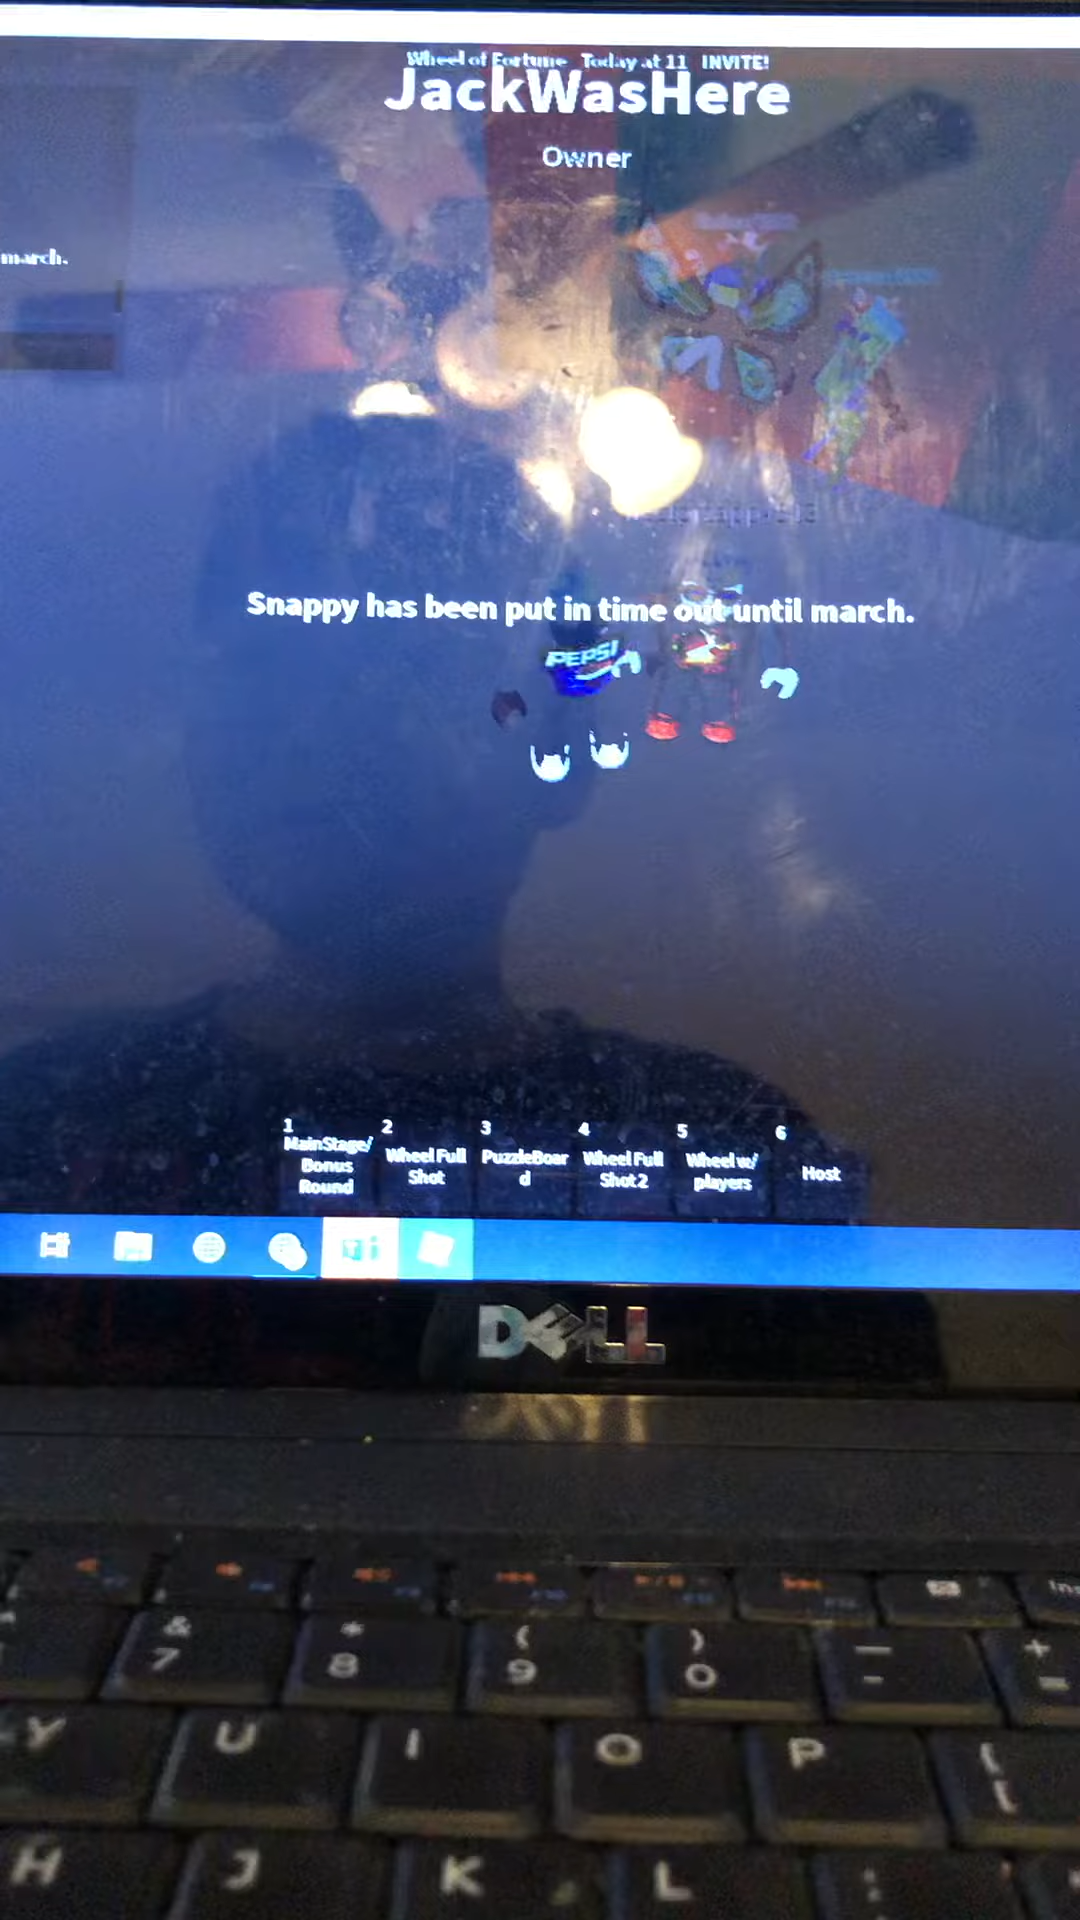 Wheel of Fortune Today at 11 INVITE!
JackWasHere
Owner
march.
Snappy has been put in time out until march.
PEPSI
1 2 3 4 5 6
MainStage/
Bonus
Round
Wheel Full
Shot
PuzzleBoar
d
Wheel Full
Shot 2
Wheel w/
players
Host
DELL
Ins
& * ( ) — +
7 8 9 0 - =
Y U I O P {
[
H J K L :
;